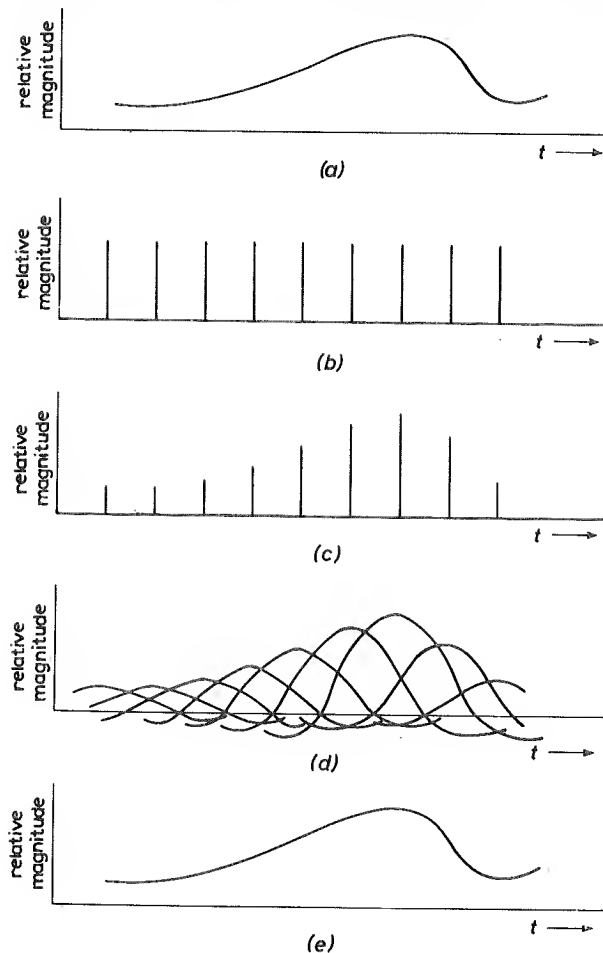 relative
magnitude
t
(a)
relative
magnitude
t
(b)
relative
magnitude
t
(c)
relative
magnitude
t
(d)
relative
magnitude
t
(e)